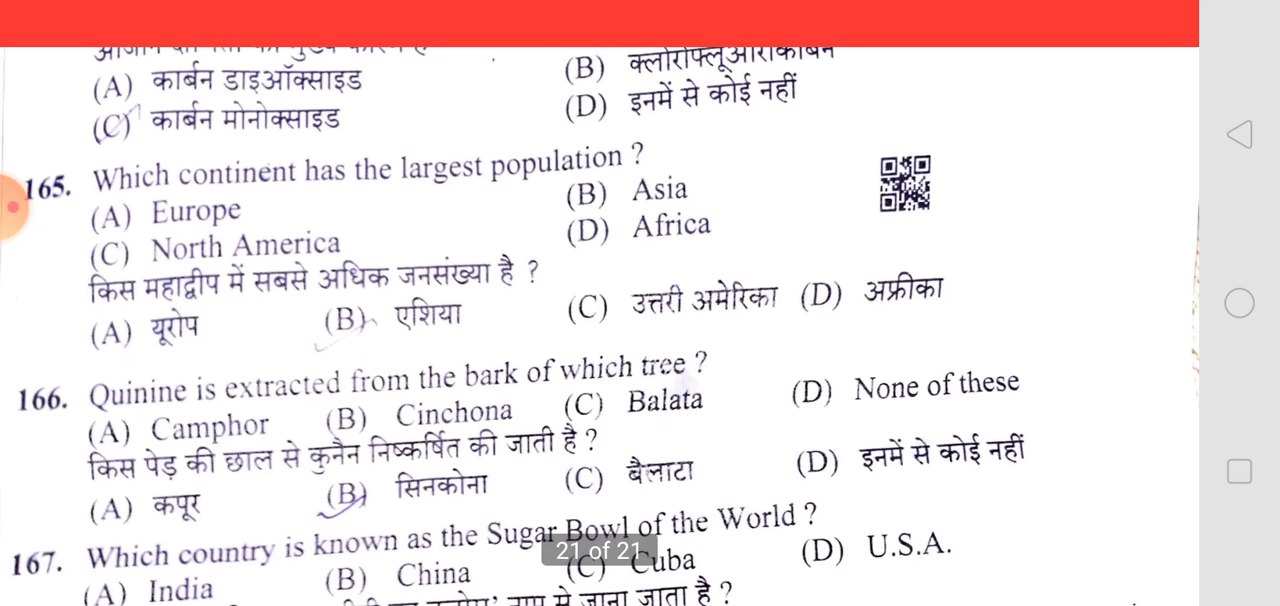 (A) कार्बन डाइऑक्साइड (B) क्लोरोफ्लूओरोकार्बन
(C) कार्बन मोनोक्साइड (D) इनमें से कोई नहीं
165. Which continent has the largest population ?
(A) Europe (B) Asia
(C) North America (D) Africa
किस महाद्वीप में सबसे अधिक जनसंख्या है ?
(A) यूरोप (B) एशिया (C) उत्तरी अमेरिका (D) अफ्रीका
166. Quinine is extracted from the bark of which tree ?
(A) Camphor (B) Cinchona (C) Balata (D) None of these
किस पेड़ की छाल से कुनैन निष्कर्षित की जाती है ?
(A) कपूर (B) सिनकोना (C) बैलाटा (D) इनमें से कोई नहीं
167. Which country is known as the Sugar Bowl of the World ?
21 of 21
(A) India (B) China (C) Cuba (D) U.S.A.
नाम से जाना जाता है ?